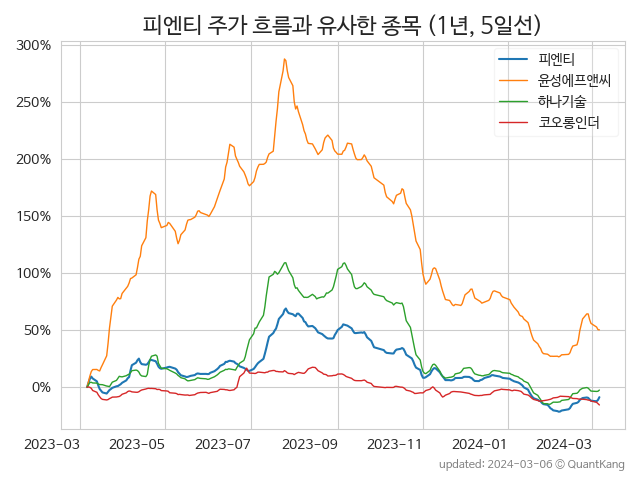 피엔티 주가 흐름과 유사한 종목 (1년, 5일선)
300%
250%
200%
150%
100%
50%
0%
피엔티
윤성에프앤씨
하나기술
코오롱인더
2023-03 2023-05 2023-07 2023-09 2023-11 2024-01 2024-03
updated: 2024-03-06 © QuantKang